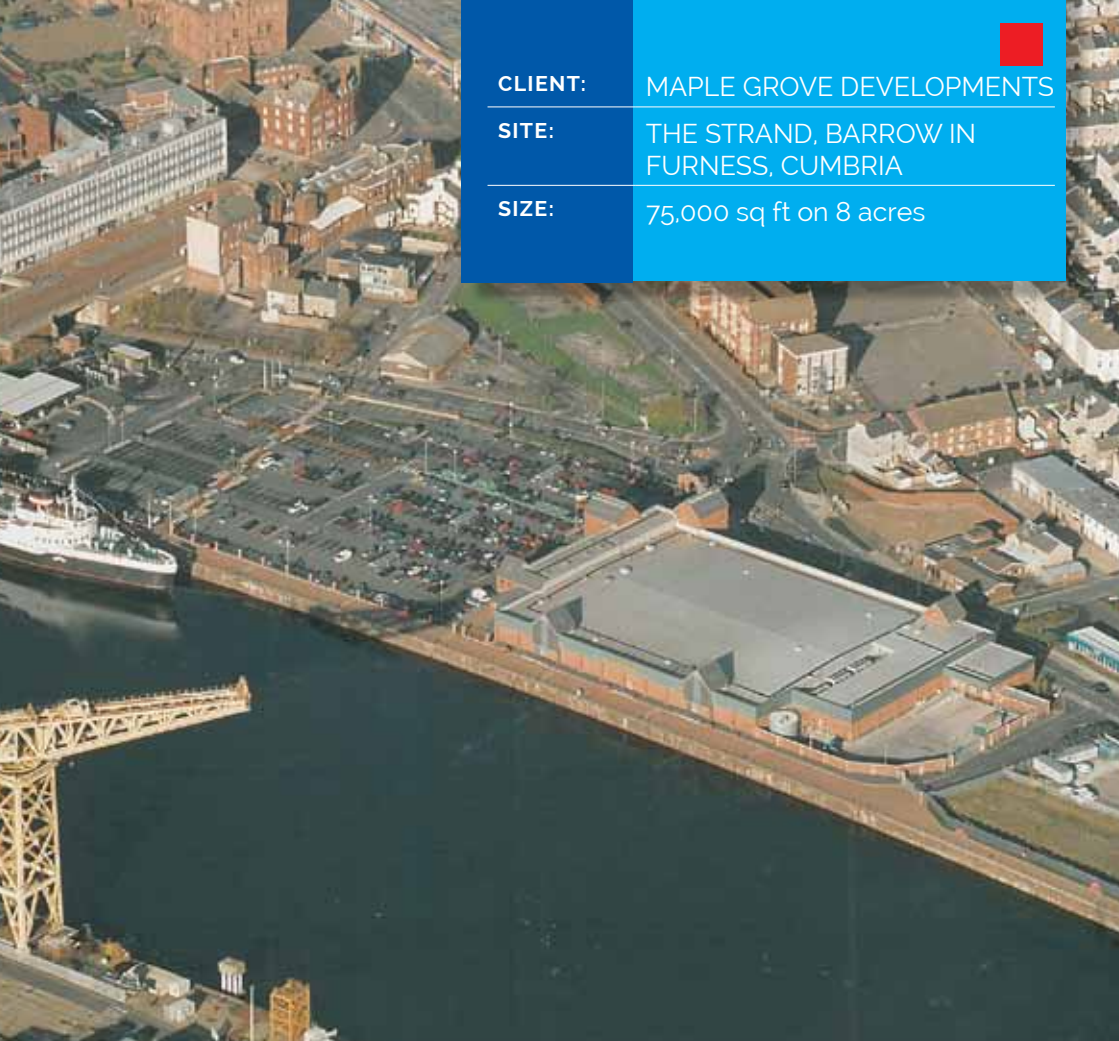 CLIENT: MAPLE GROVE DEVELOPMENTS
SITE: THE STRAND, BARROW IN
FURNESS, CUMBRIA
SIZE: 75,000 sq ft on 8 acres